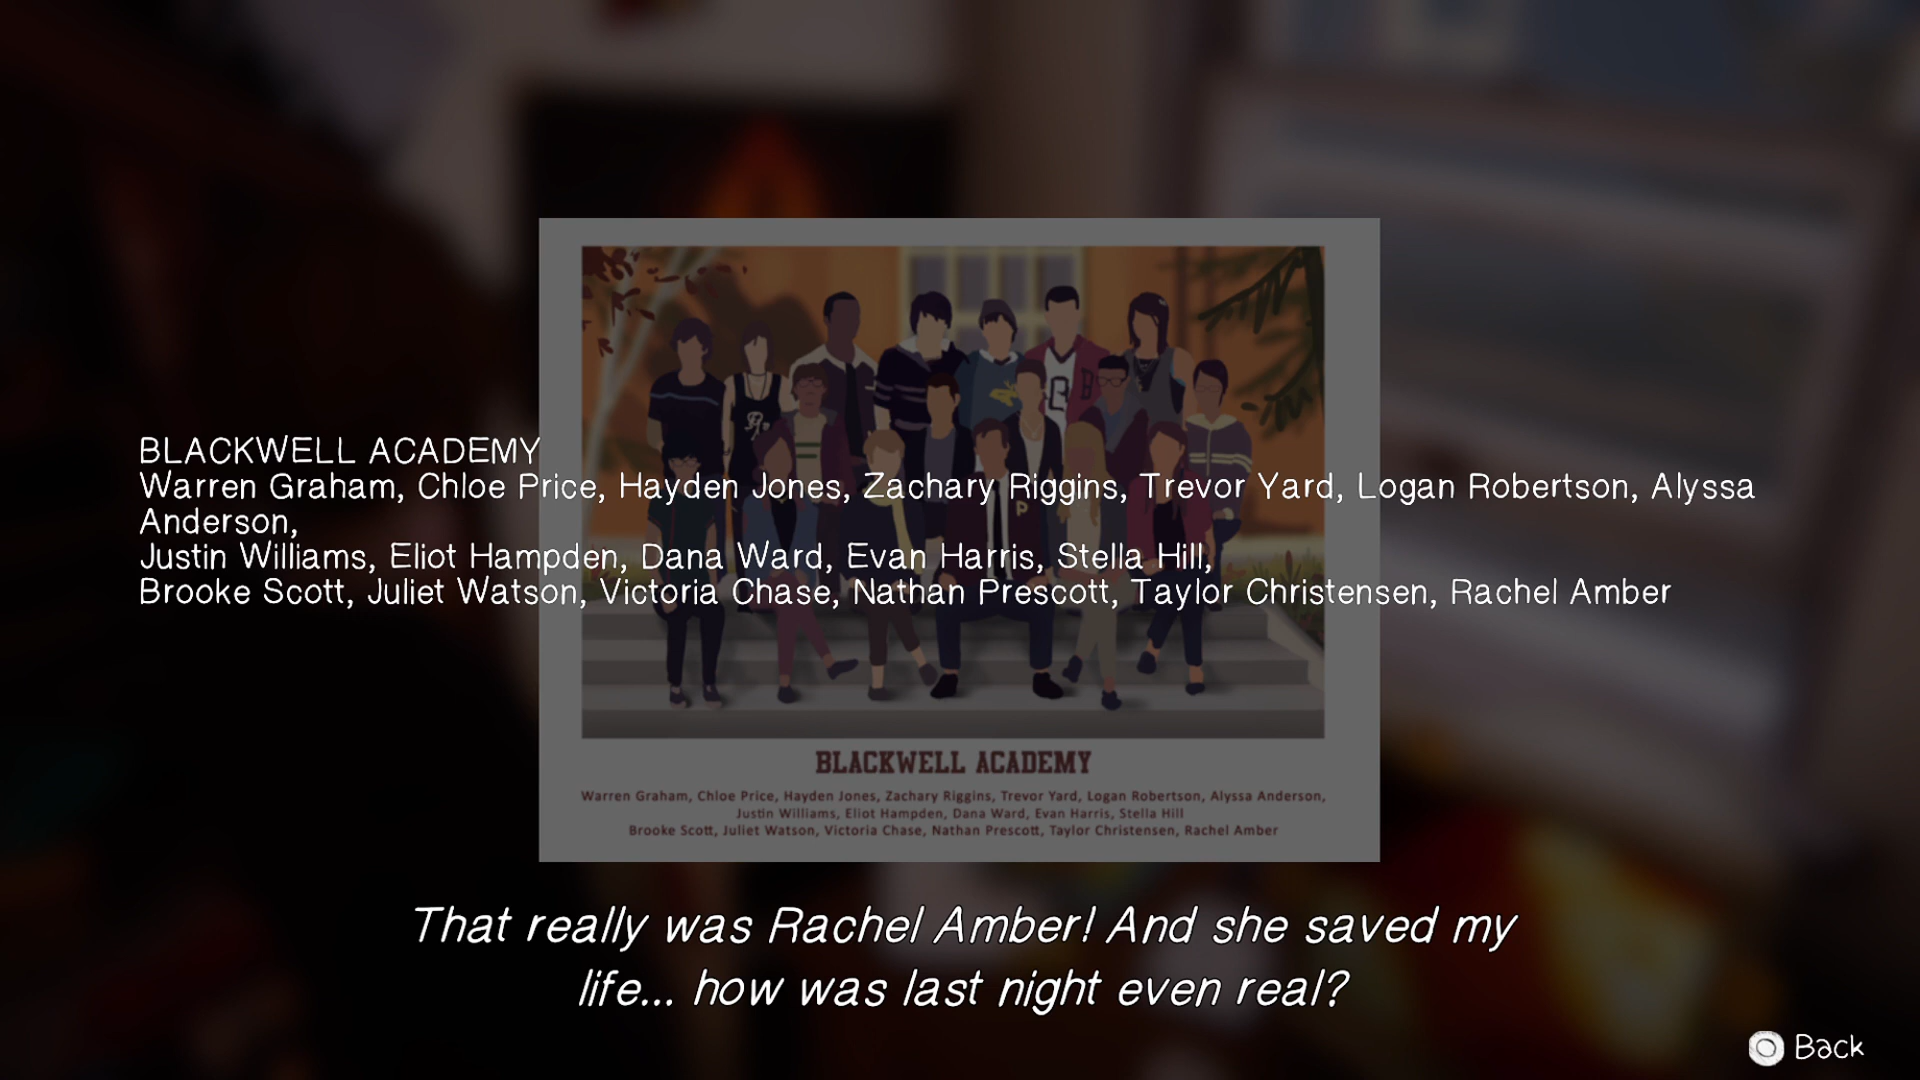 BLACKWELL ACADEMY
Warren Graham, Chloe Price, Hayden Jones, Zachary Riggins, Trevor Yard, Logan Robertson, Alyssa
Anderson,
Justin Williams, Eliot Hampden, Dana Ward, Evan Harris, Stella Hill,
Brooke Scott, Juliet Watson, Victoria Chase, Nathan Prescott, Taylor Christensen, Rachel Amber
B
P
BLACKWELL ACADEMY
Warren Graham, Chloe Price, Hayden Jones, Zachary Riggins, Trevor Yard, Logan Robertson, Alyssa Anderson,
Justin Williams, Eliot Hampden, Dana Ward, Evan Harris, Stella Hill
Brooke Scott, Juliet Watson, Victoria Chase, Nathan Prescott, Taylor Christensen, Rachel Amber
That really was Rachel Amber! And she saved my
life... how was last night even real?
Back